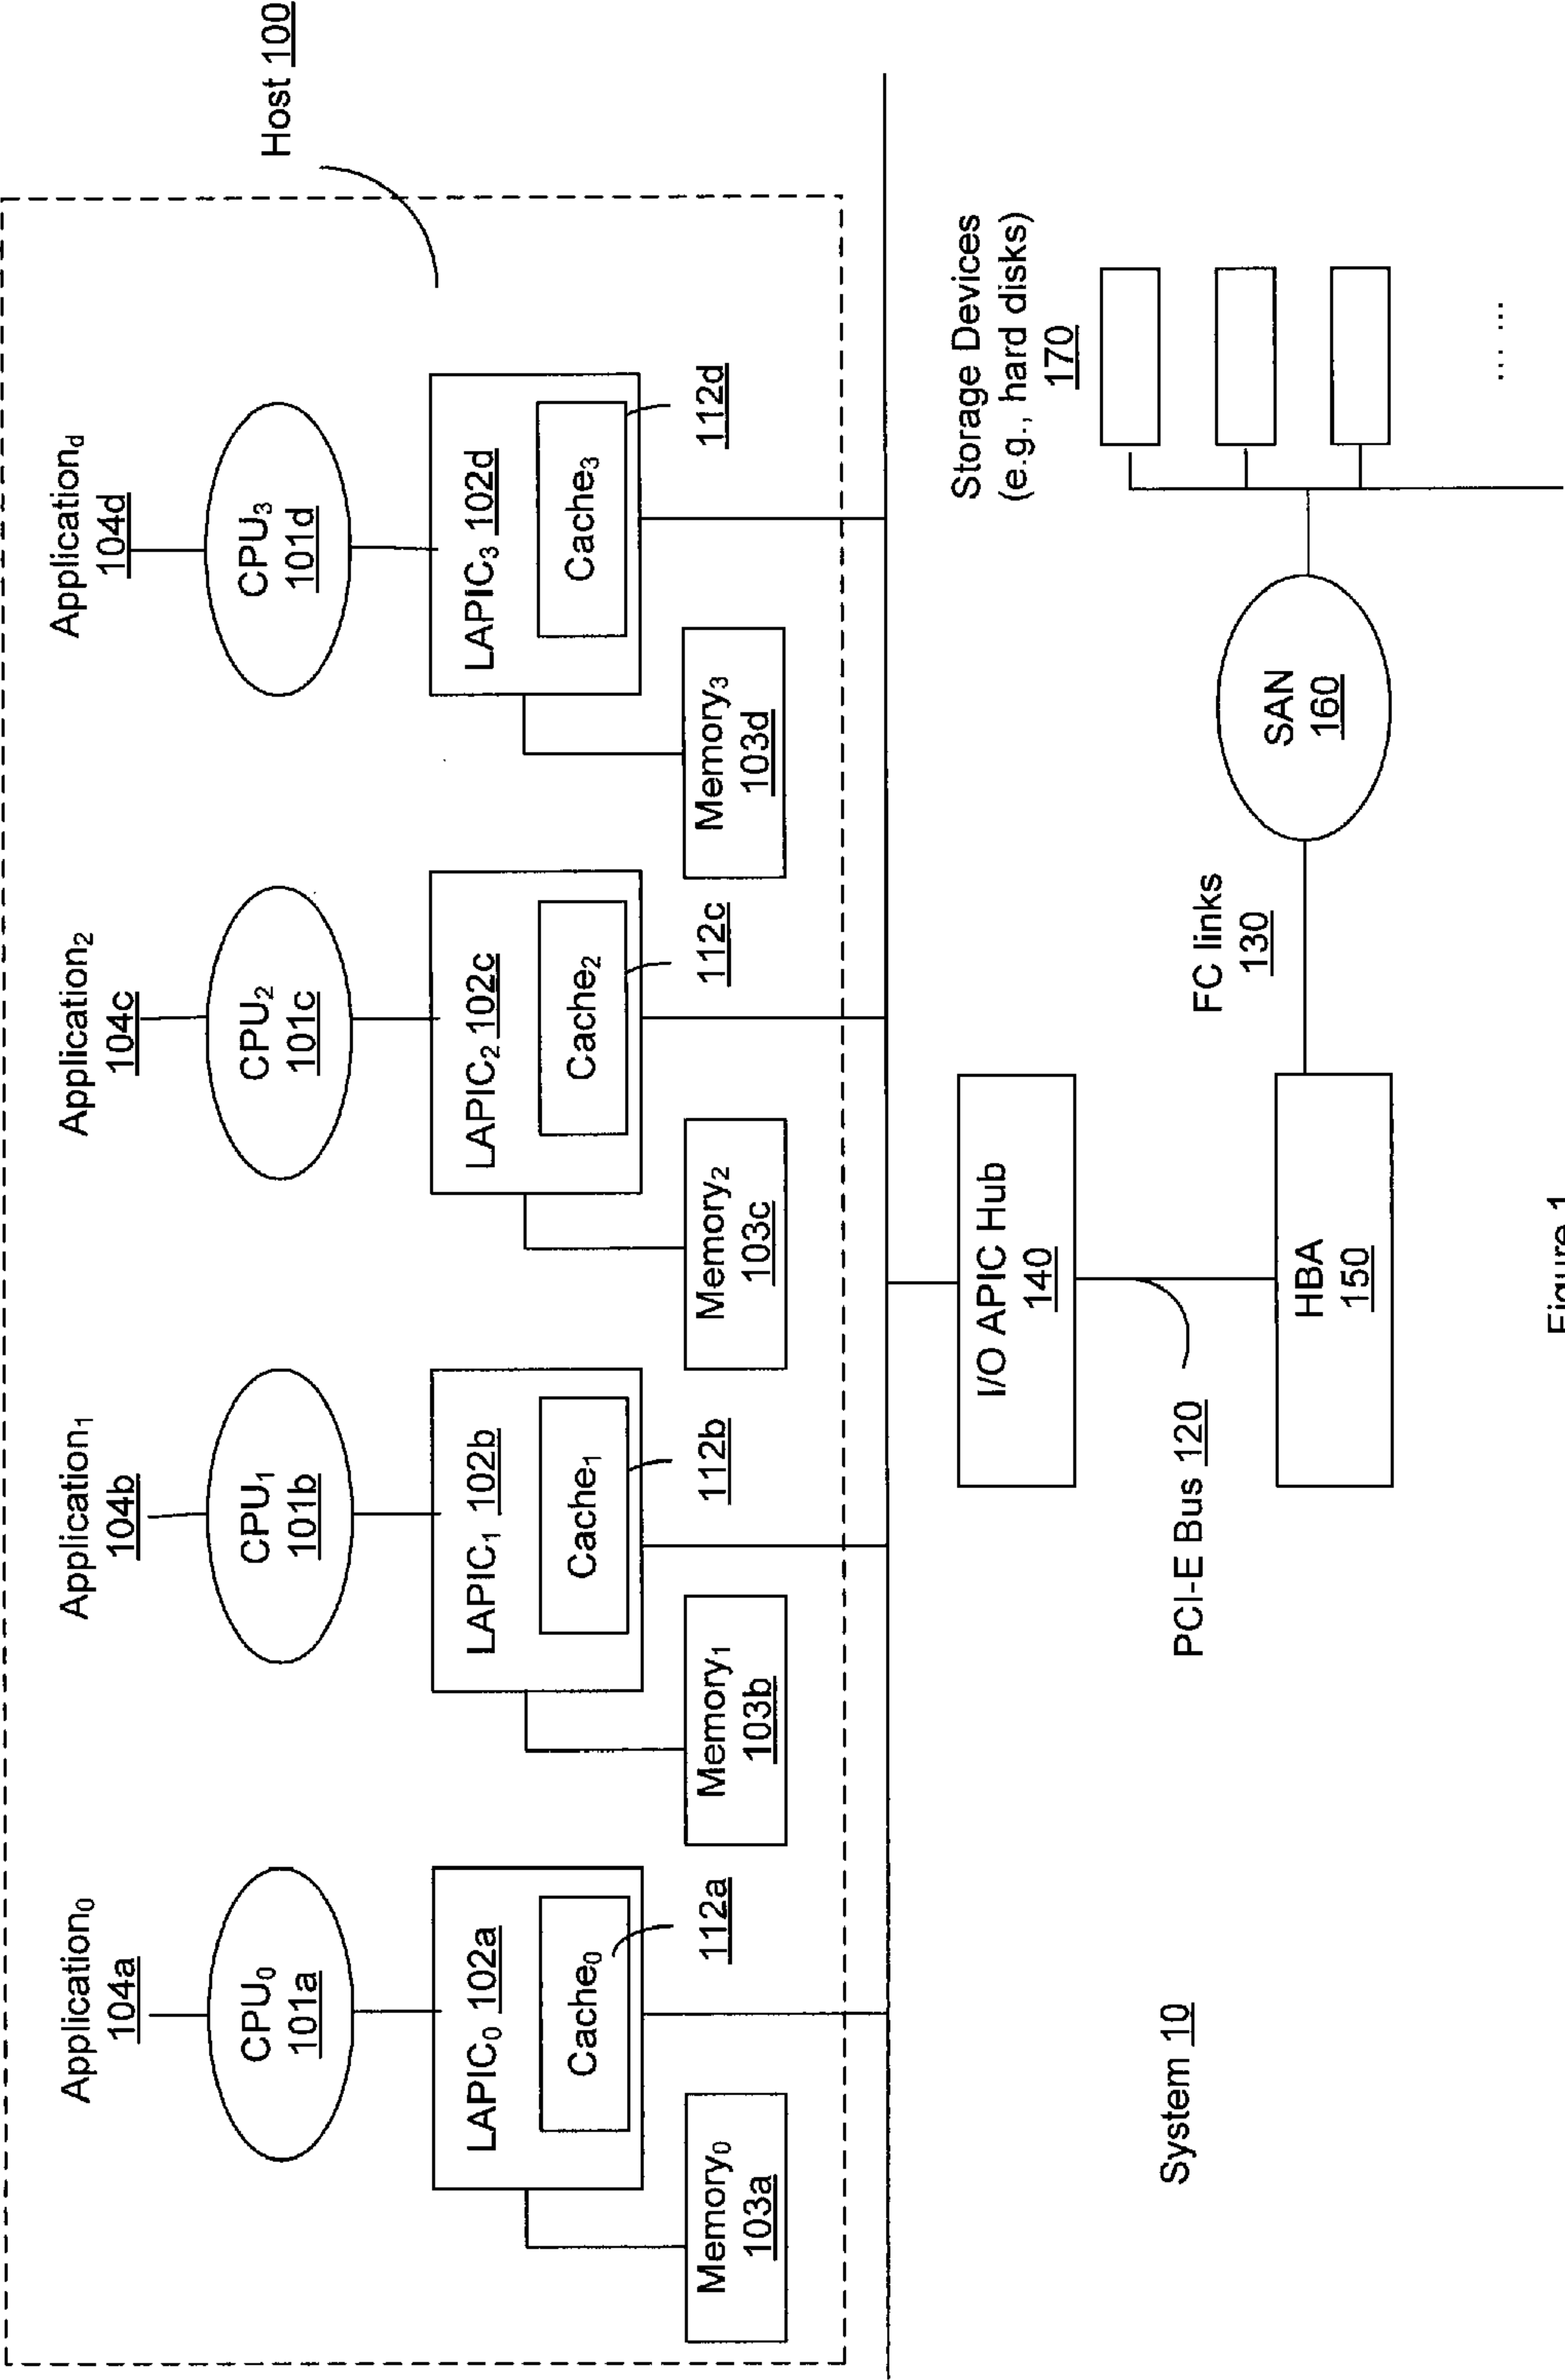 Host 100
Application₀
104a
Application₁
104b
Application₂
104c
Application_d
104d
CPU₀
101a
CPU₁
101b
CPU₂
101c
CPU₃
101d
LAPIC₀ 102a
Cache₀
112a
LAPIC₁ 102b
Cache₁
112b
LAPIC₂ 102c
Cache₂
112c
LAPIC₃ 102d
Cache₃
112d
Memory₀
103a
Memory₁
103b
Memory₂
103c
Memory₃
103d
I/O APIC Hub
140
PCI-E Bus 120
HBA
150
FC links
130
SAN
160
Storage Devices
(e.g., hard disks)
170
... ...
System 10
Figure 1